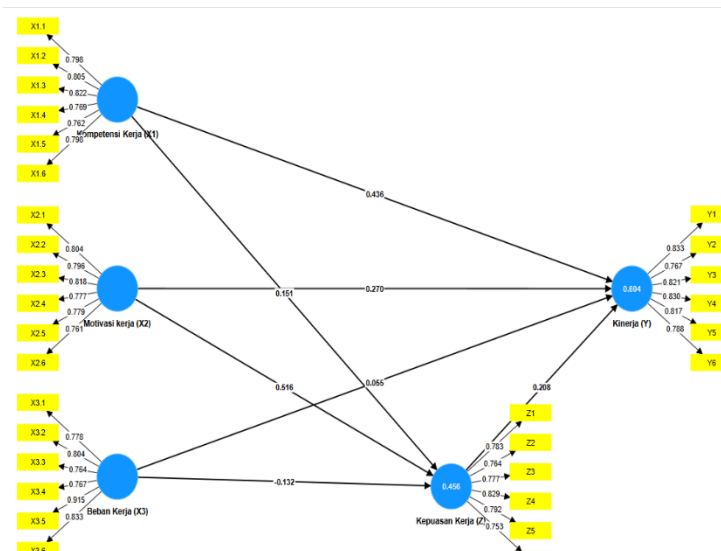 X1.1
X1.2
X1.3
X1.4
X1.5
X1.6
0.798
0.805
0.822
0.769
0.762
0.798
Kompetensi Kerja (X1)
X2.1
X2.2
X2.3
X2.4
X2.5
X2.6
0.804
0.796
0.818
0.777
0.779
0.761
Motivasi kerja (X2)
X3.1
X3.2
X3.3
X3.4
X3.5
X3.6
0.778
0.804
0.764
0.767
0.915
0.833
Beban Kerja (X3)
0.436
0.151
0.270
0.516
0.055
-0.132
0.208
Y1
Y2
Y3
Y4
Y5
Y6
0.833
0.767
0.821
0.830
0.817
0.788
Kinerja (Y)
Z1
Z2
Z3
Z4
Z5
0.783
0.764
0.777
0.829
0.792
0.753
0.456
Kepuasan Kerja (Z)